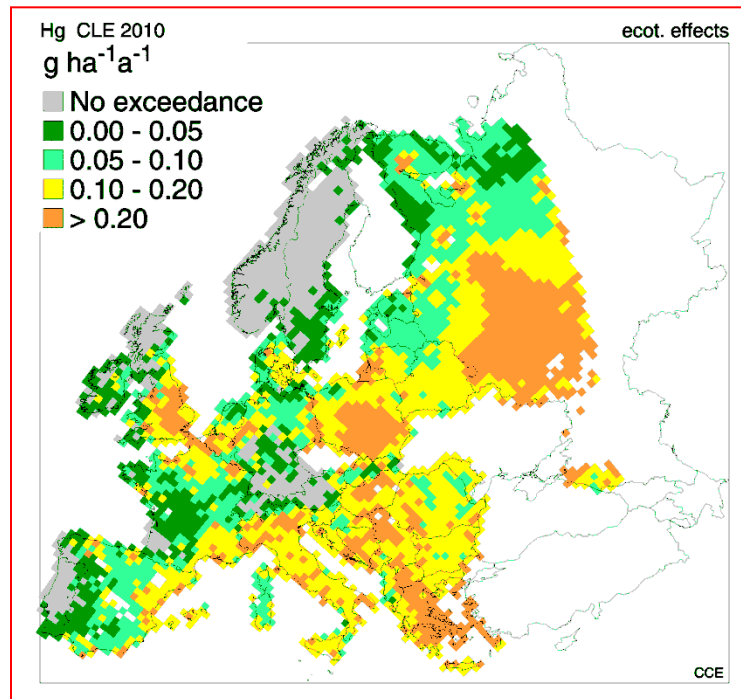 Hg CLE 2010
ecot. effects
g ha⁻¹a⁻¹
No exceedance
0.00 - 0.05
0.05 - 0.10
0.10 - 0.20
> 0.20
CCE